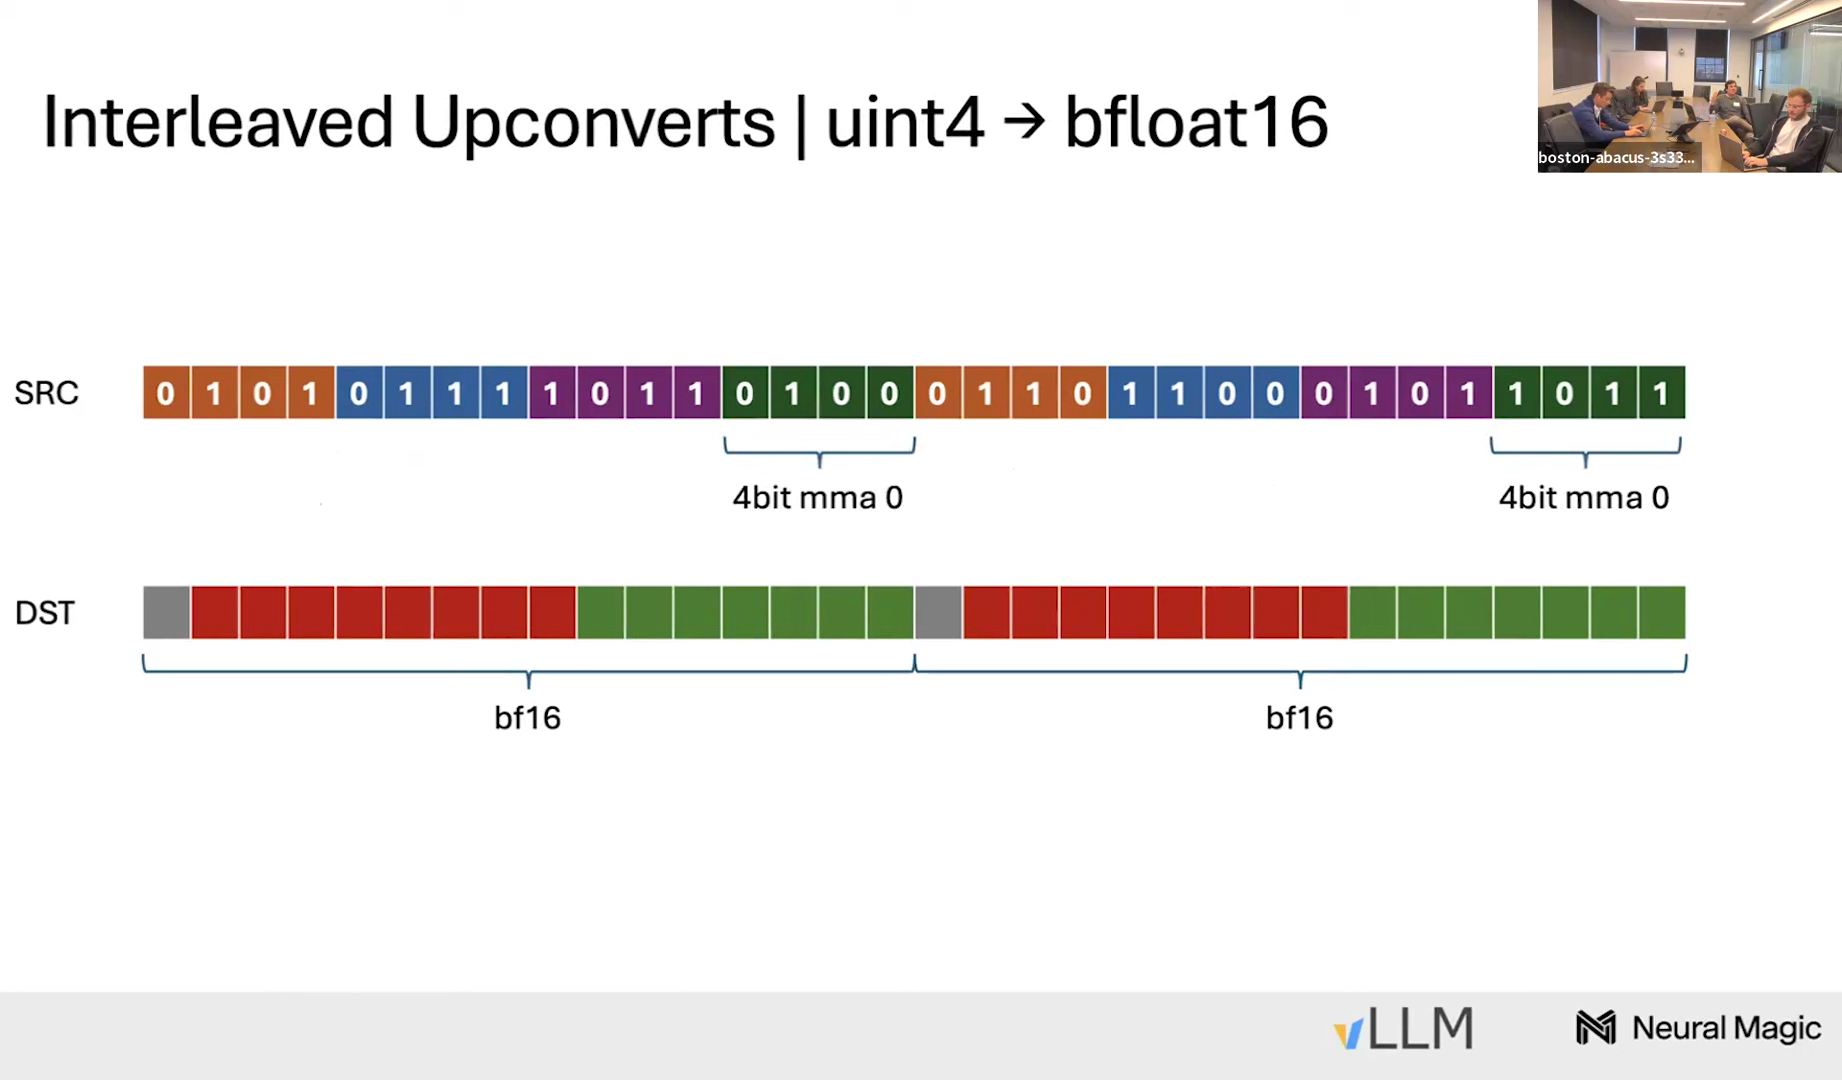 Interleaved Upconverts | uint4 → bfloat16
boston-abacus-3s33...
SRC 0 1 0 1 0 1 1 1 1 0 1 1 0 1 0 0 0 1 1 0 1 1 0 0 0 1 0 1 1 0 1 1
4bit mma 0 4bit mma 0
DST
bf16 bf16
vLLM Neural Magic